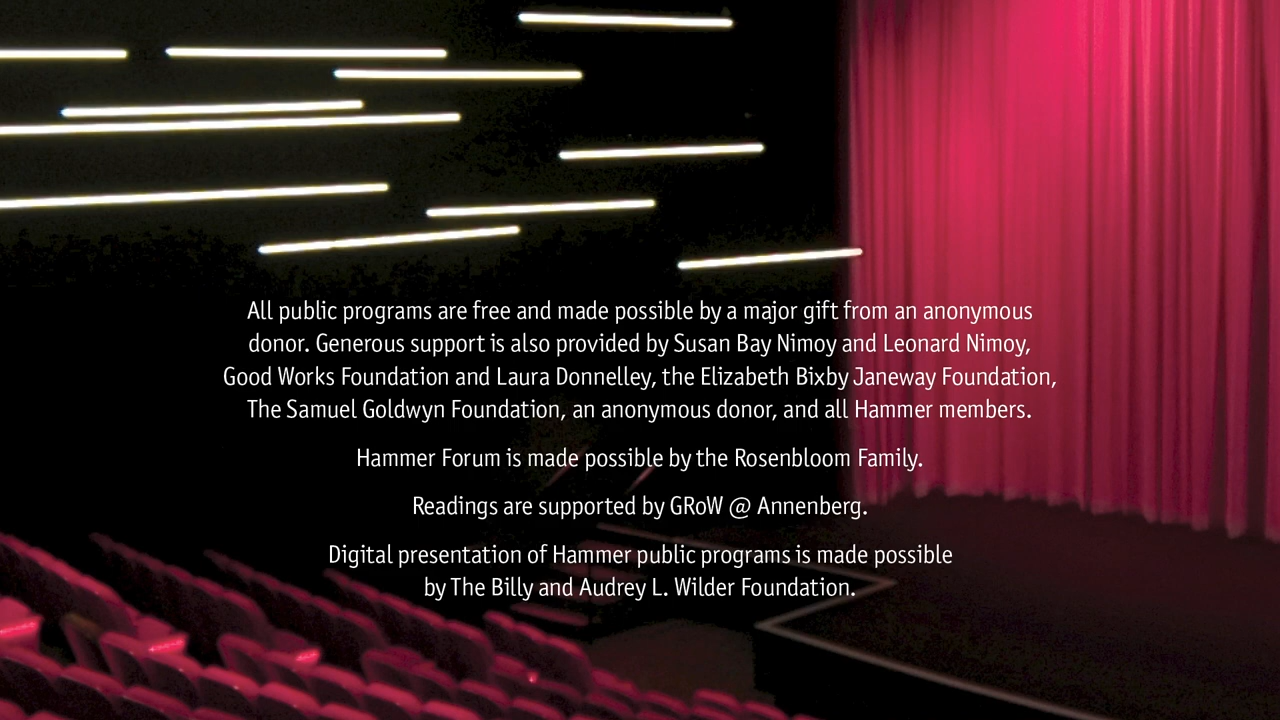 All public programs are free and made possible by a major gift from an anonymous
donor. Generous support is also provided by Susan Bay Nimoy and Leonard Nimoy,
Good Works Foundation and Laura Donnelley, the Elizabeth Bixby Janeway Foundation,
The Samuel Goldwyn Foundation, an anonymous donor, and all Hammer members.
Hammer Forum is made possible by the Rosenbloom Family.
Readings are supported by GRoW @ Annenberg.
Digital presentation of Hammer public programs is made possible
by The Billy and Audrey L. Wilder Foundation.